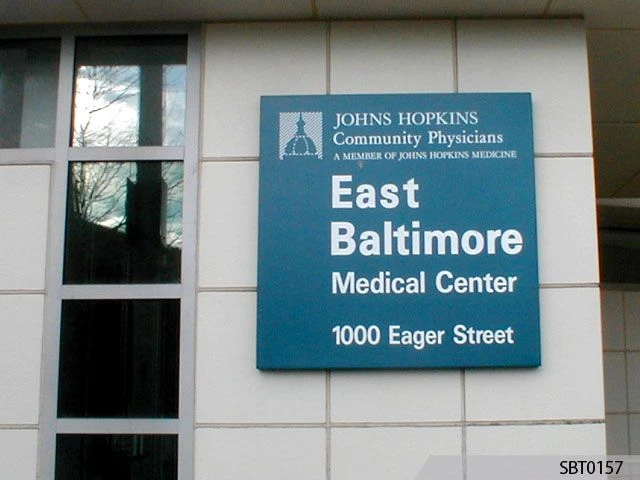 JOHNS HOPKINS
Community Physicians
A MEMBER OF JOHNS HOPKINS MEDICINE
East
Baltimore
Medical Center
1000 Eager Street
SBT0157